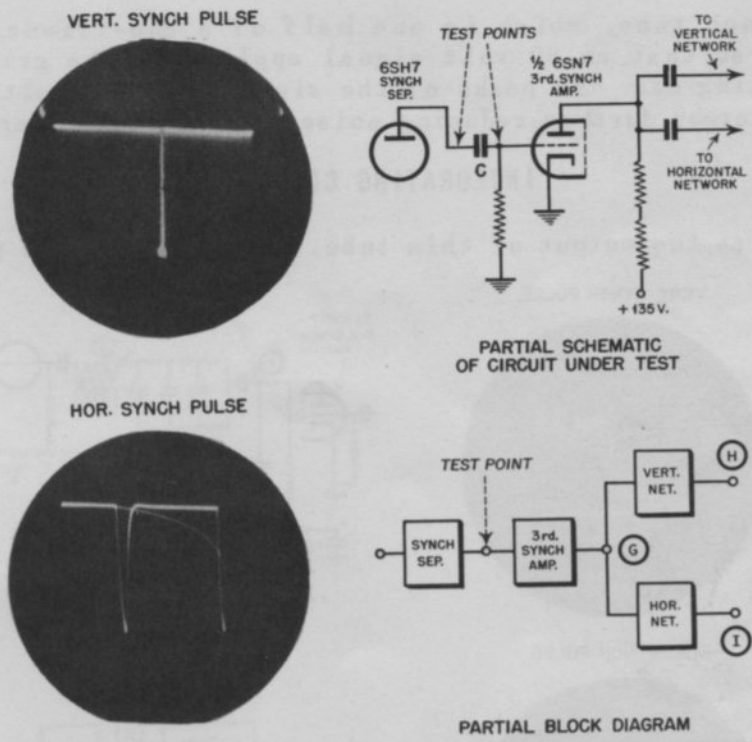 VERT. SYNCH PULSE
TEST POINTS
6SH7
SYNCH
SEP.
½ 6SN7
3rd. SYNCH
AMP.
TO
VERTICAL
NETWORK
C
TO
HORIZONTAL
NETWORK
+135V.
PARTIAL SCHEMATIC
OF CIRCUIT UNDER TEST
HOR. SYNCH PULSE
TEST POINT
SYNCH
SEP.
3rd.
SYNCH
AMP.
VERT.
NET.
H
G
HOR.
NET.
I
PARTIAL BLOCK DIAGRAM